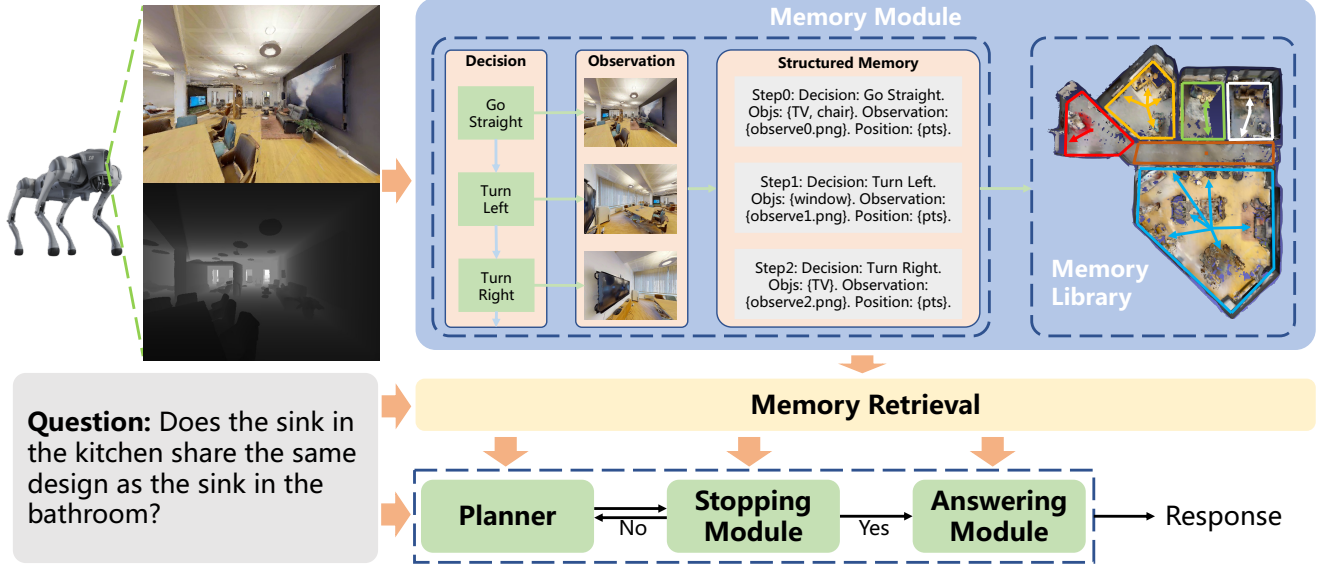 Memory Module
Decision
Observation
Structured Memory
Go
Straight
Turn
Left
Turn
Right
Step0: Decision: Go Straight.
Objs: {TV, chair}. Observation:
{observe0.png}. Position: {pts}.
Step1: Decision: Turn Left.
Objs: {window}. Observation:
{observe1.png}. Position: {pts}.
Step2: Decision: Turn Right.
Objs: {TV}. Observation:
{observe2.png}. Position: {pts}.
Memory
Library
Question: Does the sink in
the kitchen share the same
design as the sink in the
bathroom?
Memory Retrieval
Planner
No
Stopping
Module
Yes
Answering
Module
Response